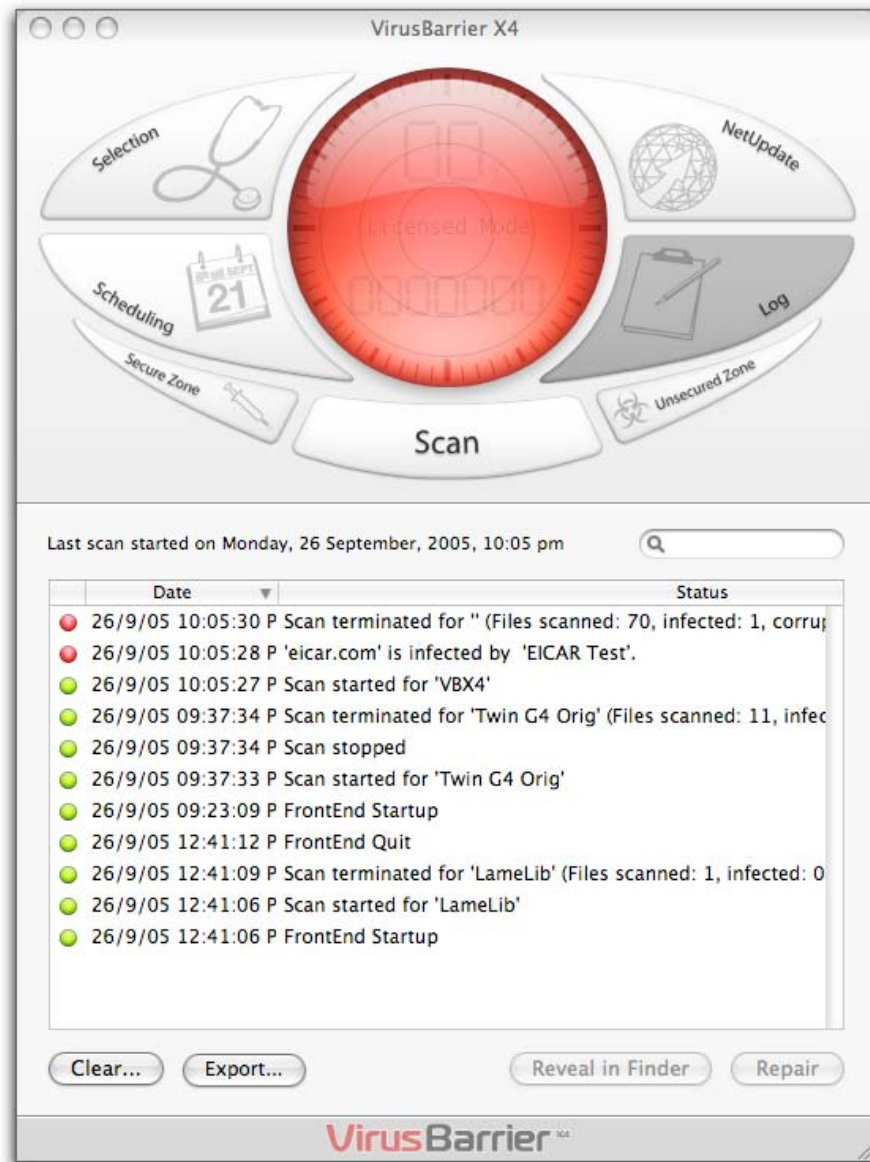 VirusBarrier X4
Selection
NetUpdate
00
Licensed Mode
0000000
Scheduling
SEPT
21
Log
Secure Zone
Unsecured Zone
Scan
Last scan started on Monday, 26 September, 2005, 10:05 pm
Date Status
26/9/05 10:05:30 P Scan terminated for '' (Files scanned: 70, infected: 1, corrup
26/9/05 10:05:28 P 'eicar.com' is infected by 'EICAR Test'.
26/9/05 10:05:27 P Scan started for 'VBX4'
26/9/05 09:37:34 P Scan terminated for 'Twin G4 Orig' (Files scanned: 11, infec
26/9/05 09:37:34 P Scan stopped
26/9/05 09:37:33 P Scan started for 'Twin G4 Orig'
26/9/05 09:23:09 P FrontEnd Startup
26/9/05 12:41:12 P FrontEnd Quit
26/9/05 12:41:09 P Scan terminated for 'LameLib' (Files scanned: 1, infected: 0
26/9/05 12:41:06 P Scan started for 'LameLib'
26/9/05 12:41:06 P FrontEnd Startup
Clear... Export... Reveal in Finder Repair
VirusBarrier X4